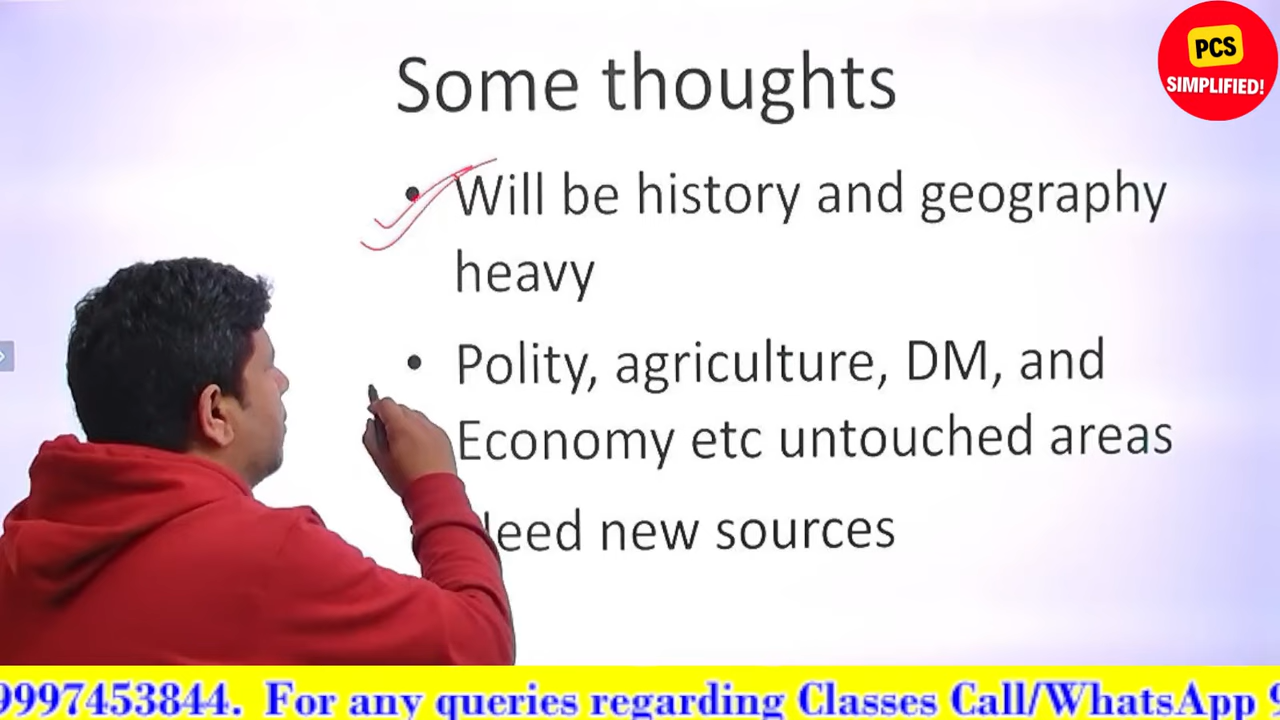 PCS
SIMPLIFIED!
Some thoughts
Will be history and geography
heavy
• Polity, agriculture, DM, and
Economy etc untouched areas
new sources
9997453844. For any queries regarding Classes Call/WhatsApp 9